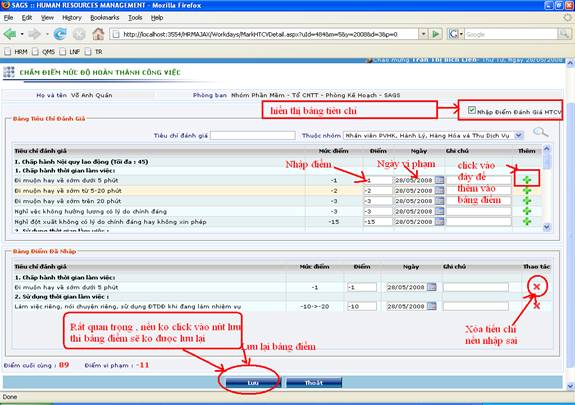 SAGS :: HUMAN RESOURCES MANAGEMENT - Mozilla Firefox
File Edit View History Bookmarks Tools Help
http://localhost:3554/HRMAJAX/Workdays/MarkHTCVDetail.aspx?uId=484&m=5&y=2008&d=3&p=0
Google
HRM QMS LNF TR
Chào mừng Trần Thị Bích Liên- Thứ Tư, Ngày 28/05/2008
CHẤM ĐIỂM MỨC ĐỘ HOÀN THÀNH CÔNG VIỆC
Họ và tên Võ Anh Quân Phòng ban Nhóm Phần Mềm - Tổ CNTT - Phòng Kế Hoạch - SAGS
hiển thị bảng tiêu chí
Nhập Điểm Đánh Giá HTCV
Bảng Tiêu Chí Đánh Giá
Tiêu chí đánh giá Thuộc nhóm Nhân viên PVHK, Hành Lý, Hàng Hóa và Thu Dịch Vụ
Tiêu chí đánh giá Mức điểm Điểm Ngày Ghi chú Thêm
I. Chấp hành Nội quy lao động (Tối đa : 45)
1. Chấp hành thời gian làm việc:
Nhập điểm
Ngày vi phạm
click vào
đây để
thêm vào
bảng điểm
Đi muộn hay về sớm dưới 5 phút -1 -1 28/05/2008
Đi muộn hay về sớm từ 5-20 phút -2 -2 28/05/2008
Đi muộn hay về sớm trên 20 phút -3 -3 28/05/2008
Nghỉ việc không hưởng lương có lý do chính đáng -3 -3 28/05/2008
Nghỉ đột xuất không có lý do chính đáng hay không xin phép -15 -15 28/05/2008
2. Sử dụng thời gian làm việc :
Bảng Điểm Đã Nhập
Tiêu chí đánh giá Mức điểm Điểm Ngày Ghi chú Thao tác
1. Chấp hành thời gian làm việc:
Đi muộn hay về sớm dưới 5 phút -1 -1 28/05/2008
2. Sử dụng thời gian làm việc :
Làm việc riêng, nói chuyện riêng, sử dụng ĐTDĐ khi đang làm nhiệm vụ -10->-20 -10 28/05/2008
Rất quan trọng , nếu ko click vào nút lưu
thì bảng điểm sẽ ko được lưu lại
Xóa tiêu chí
nếu nhập sai
Lưu lại bảng điểm
Điểm cuối cùng : 89 Điểm vi phạm : -11
Lưu Thoát
Done